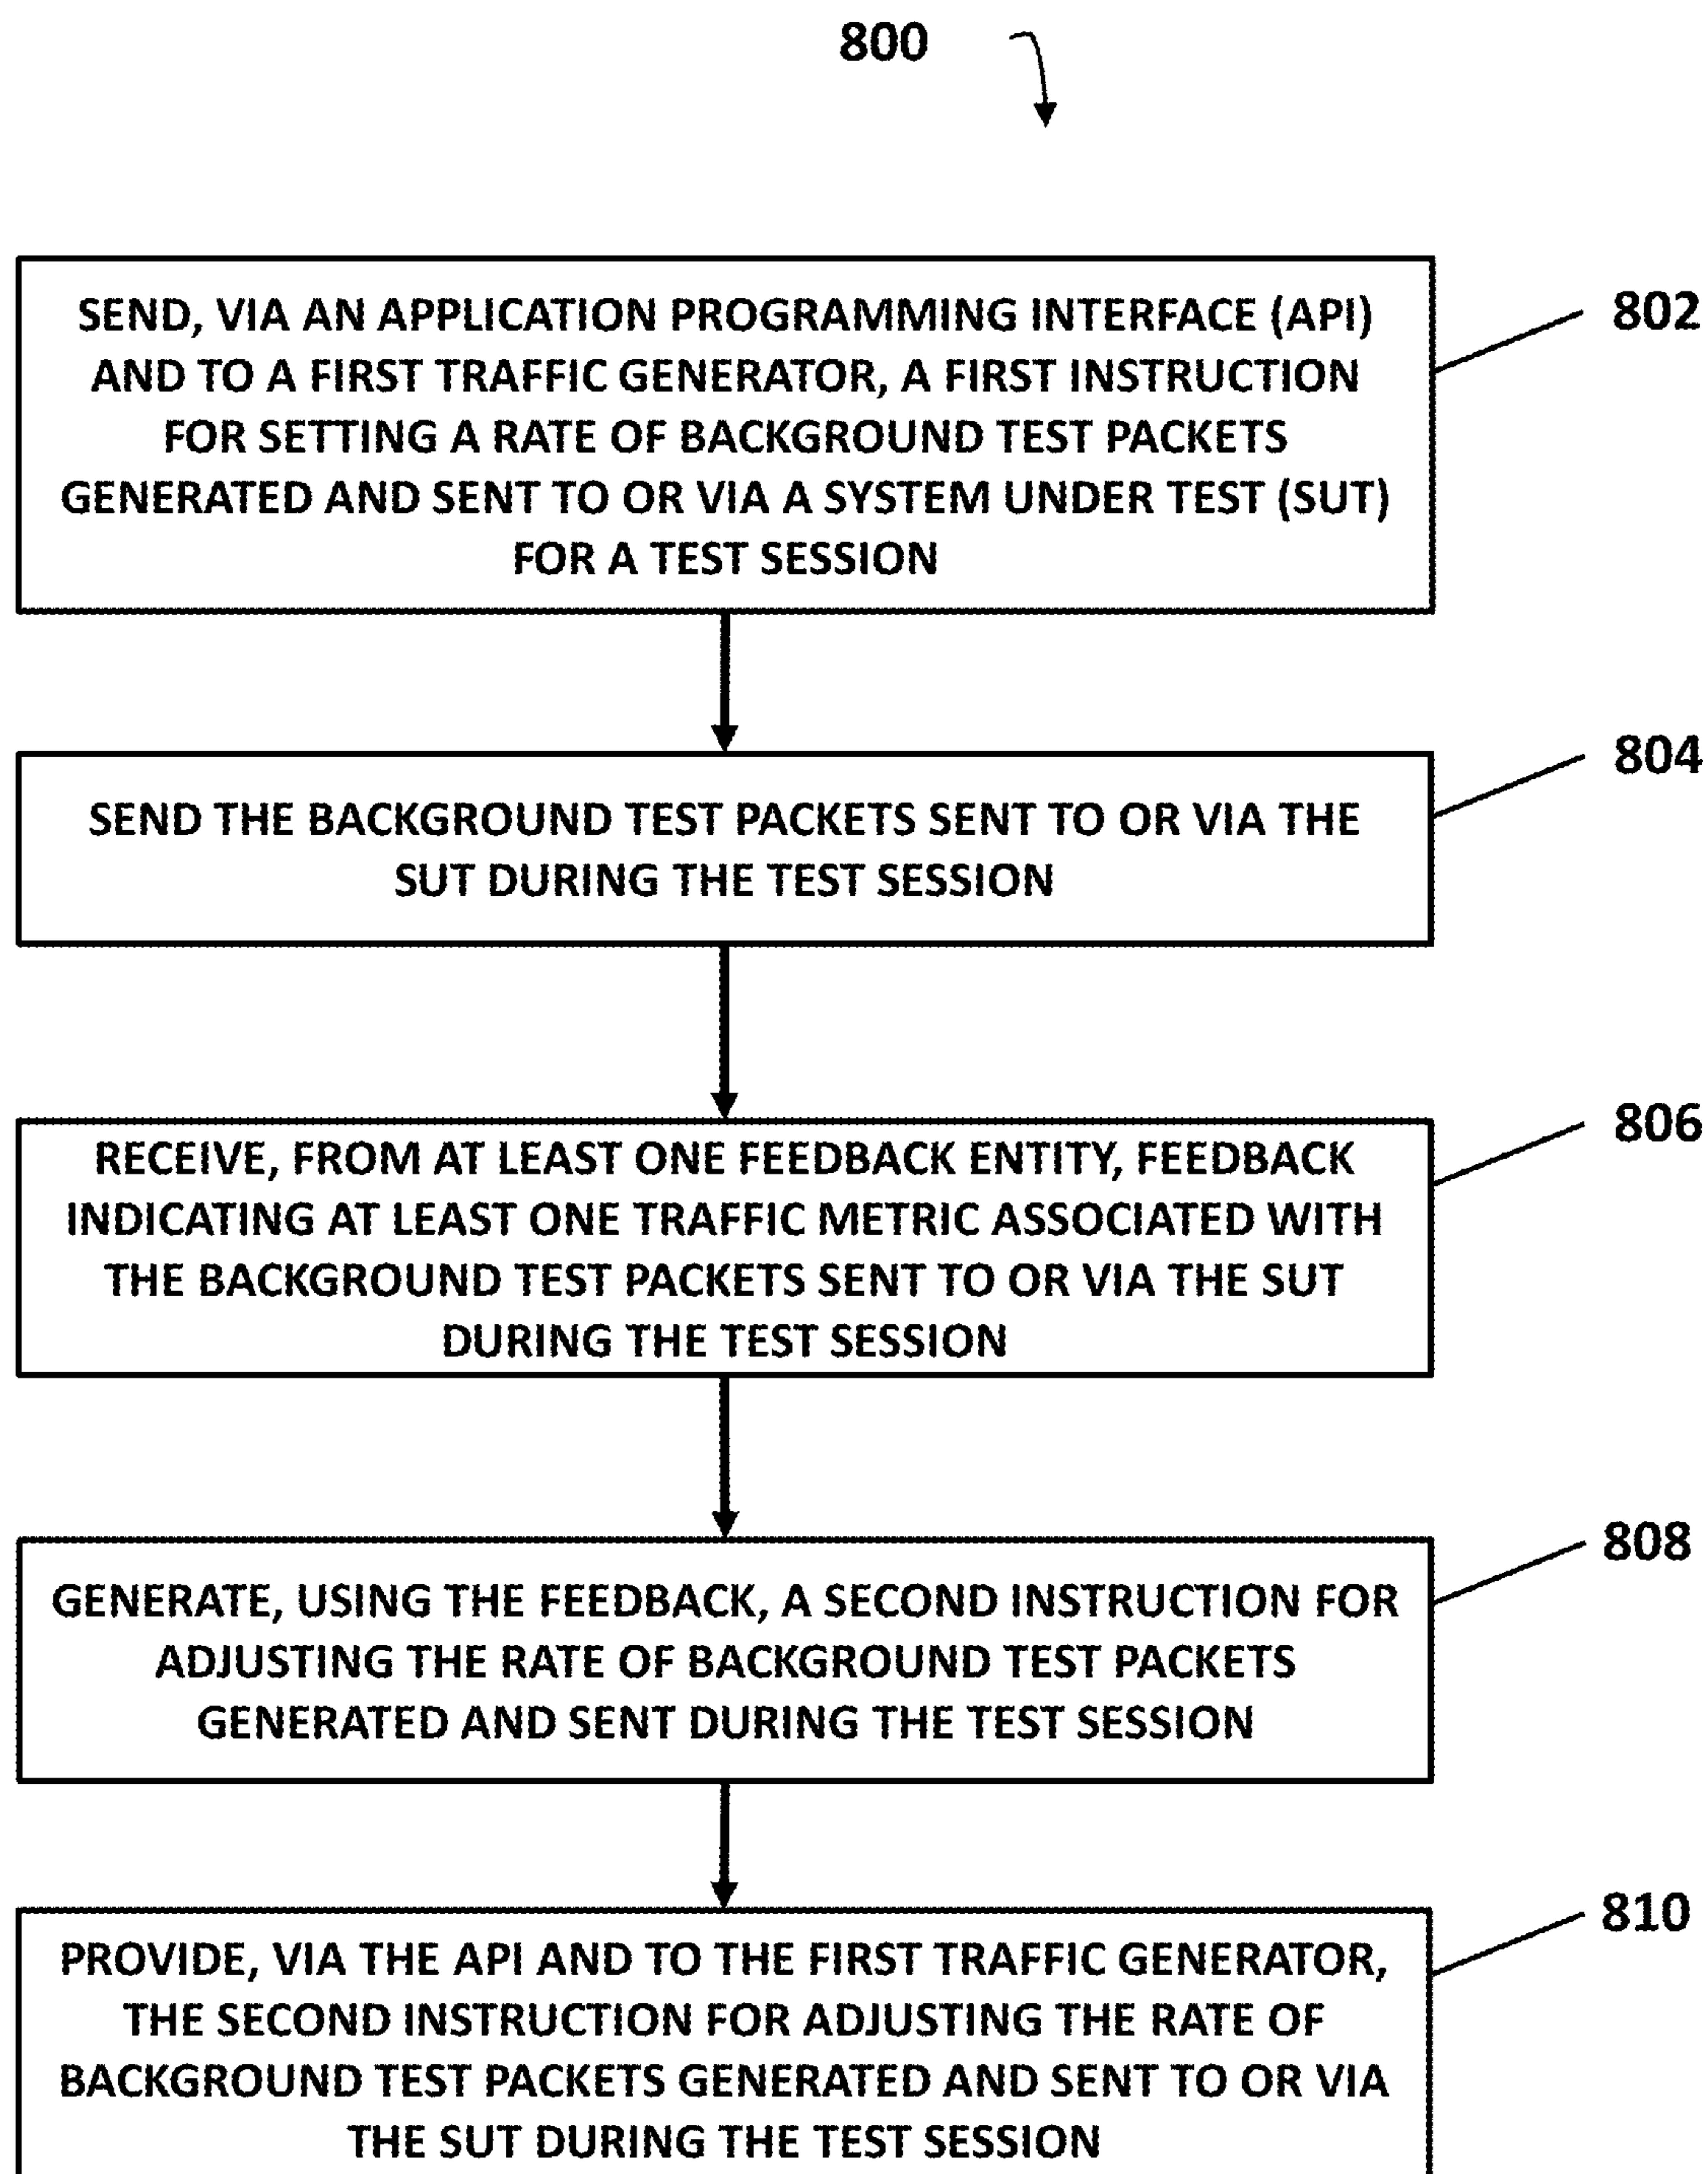 800
SEND, VIA AN APPLICATION PROGRAMMING INTERFACE (API)
AND TO A FIRST TRAFFIC GENERATOR, A FIRST INSTRUCTION
FOR SETTING A RATE OF BACKGROUND TEST PACKETS
GENERATED AND SENT TO OR VIA A SYSTEM UNDER TEST (SUT)
FOR A TEST SESSION
802
SEND THE BACKGROUND TEST PACKETS SENT TO OR VIA THE
SUT DURING THE TEST SESSION
804
RECEIVE, FROM AT LEAST ONE FEEDBACK ENTITY, FEEDBACK
INDICATING AT LEAST ONE TRAFFIC METRIC ASSOCIATED WITH
THE BACKGROUND TEST PACKETS SENT TO OR VIA THE SUT
DURING THE TEST SESSION
806
GENERATE, USING THE FEEDBACK, A SECOND INSTRUCTION FOR
ADJUSTING THE RATE OF BACKGROUND TEST PACKETS
GENERATED AND SENT DURING THE TEST SESSION
808
PROVIDE, VIA THE API AND TO THE FIRST TRAFFIC GENERATOR,
THE SECOND INSTRUCTION FOR ADJUSTING THE RATE OF
BACKGROUND TEST PACKETS GENERATED AND SENT TO OR VIA
THE SUT DURING THE TEST SESSION
810